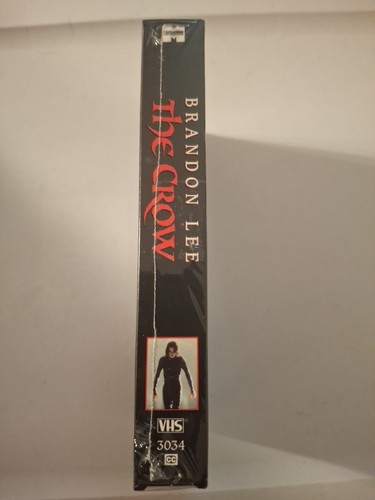 BRANDON LEE
The CROW
VHS
3034
CC